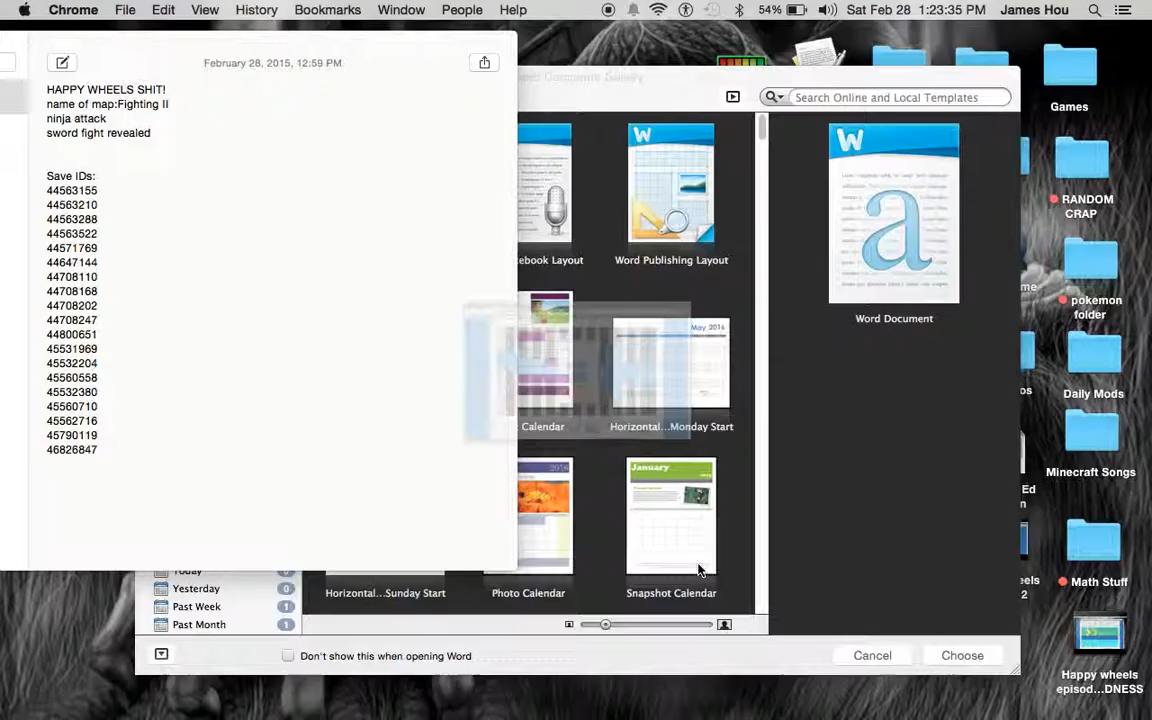 Chrome File Edit View History Bookmarks Window People Help 54% Sat Feb 28 1:23:35 PM James Hou
February 28, 2015, 12:59 PM
HAPPY WHEELS SHIT!
name of map:Fighting II
ninja attack
sword fight revealed
Save IDs:
44563155
44563210
44563288
44563522
44571769
44647144
44708110
44708168
44708202
44708247
44800651
45531969
45532204
45560558
45532380
45560710
45562716
45790119
46826847
Search Online and Local Templates
ebook Layout
Word Publishing Layout
Word Document
May 2016
Calendar
Horizontal...Monday Start
2016
January
Horizontal...Sunday Start
Photo Calendar
Snapshot Calendar
Today
Yesterday 0
Past Week 1
Past Month 1
Don't show this when opening Word
Cancel
Choose
Games
RANDOM
CRAP
pokemon
folder
Daily Mods
Minecraft Songs
Math Stuff
Happy wheels
episod...DNESS